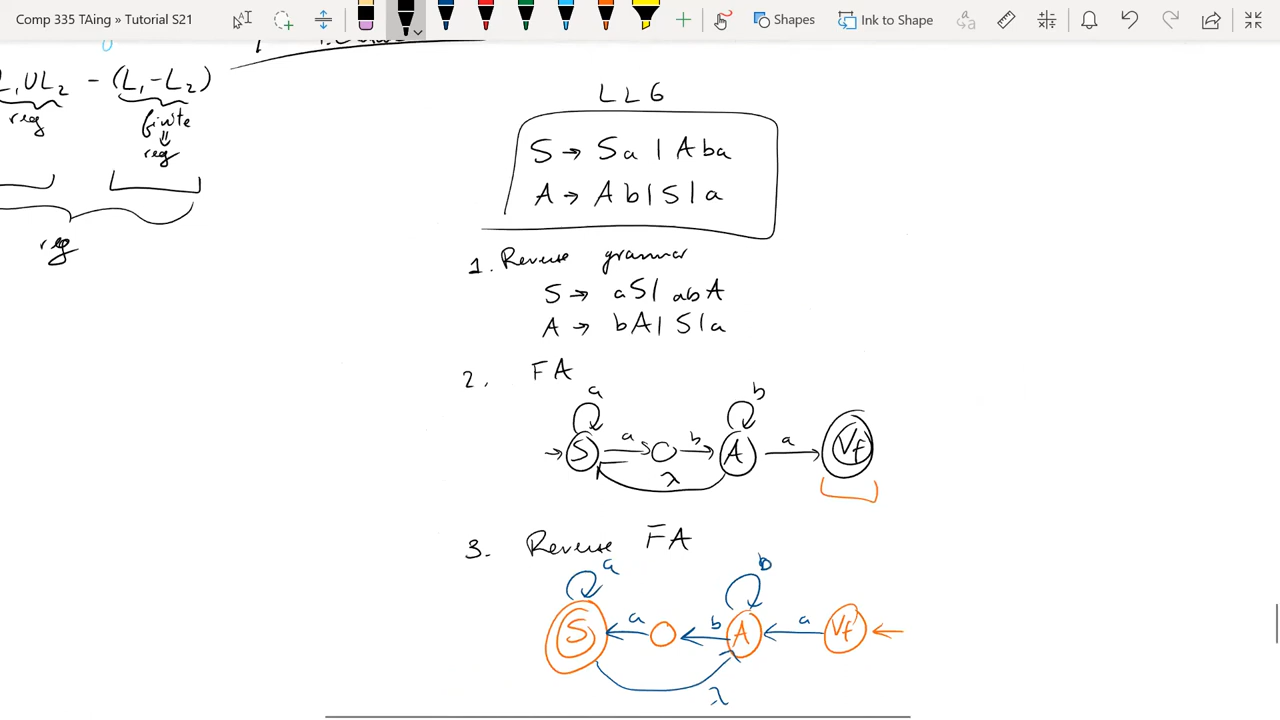 Comp 335 TAing » Tutorial S21
Shapes
Ink to Shape
L₁UL₂ - (L₁-L₂)
reg
finite
⇓
reg
reg
LLG
S → Sa | Aba
A → Ab | S | a
1. Reverse grammar
S → aS | abA
A → bA | S | a
2. FA
a b
S a b A a Vf
λ
3. Reverse FA
a b
S a b A a Vf
λ